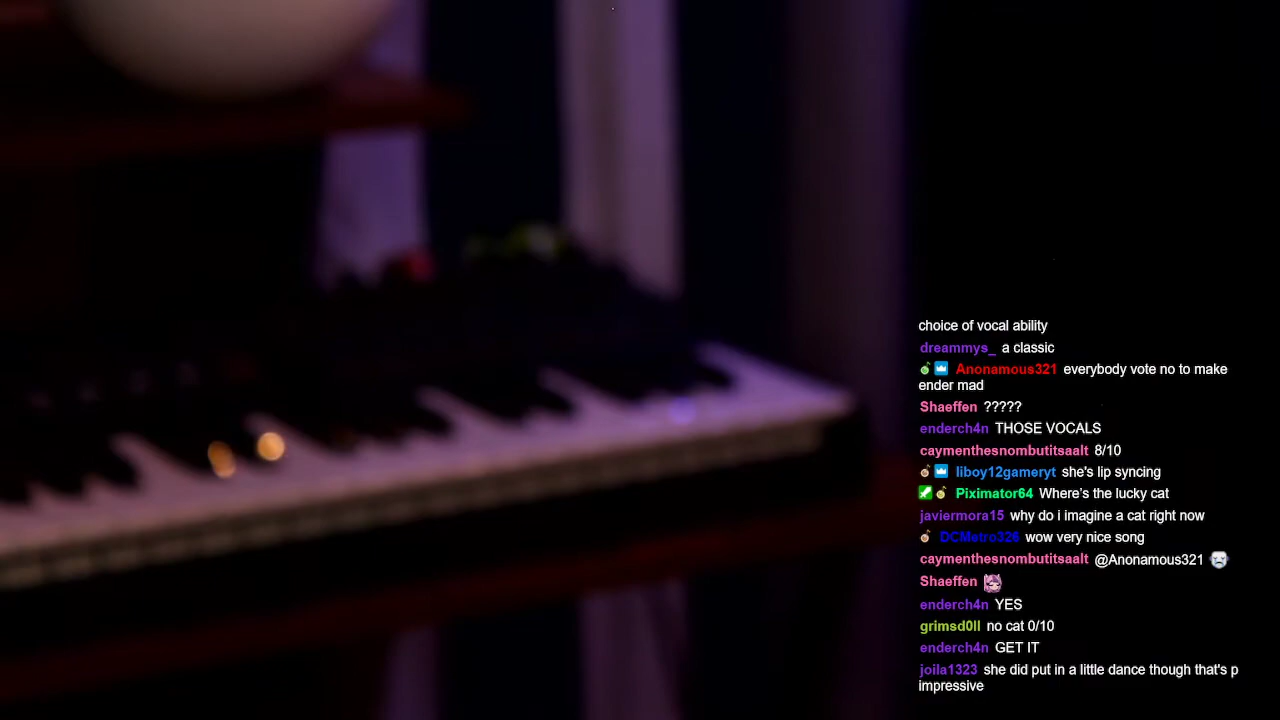 choice of vocal ability
dreammys_ a classic
Anonamous321 everybody vote no to make
ender mad
Shaeffen ?????
enderch4n THOSE VOCALS
caymenthesnombutitsaalt 8/10
liboy12gameryt she's lip syncing
Piximator64 Where's the lucky cat
javiermora15 why do i imagine a cat right now
DCMetro326 wow very nice song
caymenthesnombutitsaalt @Anonamous321
Shaeffen
enderch4n YES
grimsd0ll no cat 0/10
enderch4n GET IT
joila1323 she did put in a little dance though that's p
impressive